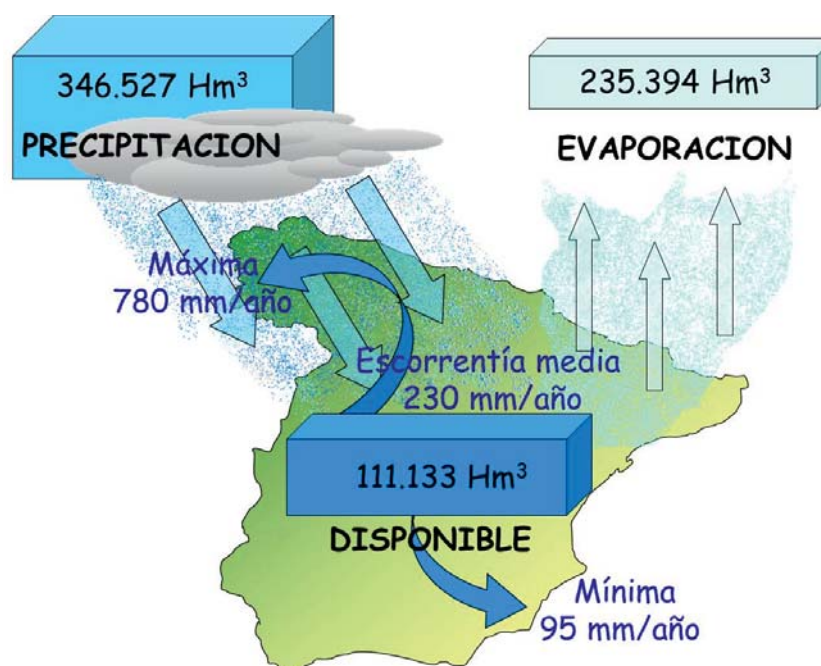 346.527 Hm³
PRECIPITACION
235.394 Hm³
EVAPORACION
Máxima
780 mm/año
Escorrentía media
230 mm/año
111.133 Hm³
DISPONIBLE
Mínima
95 mm/año